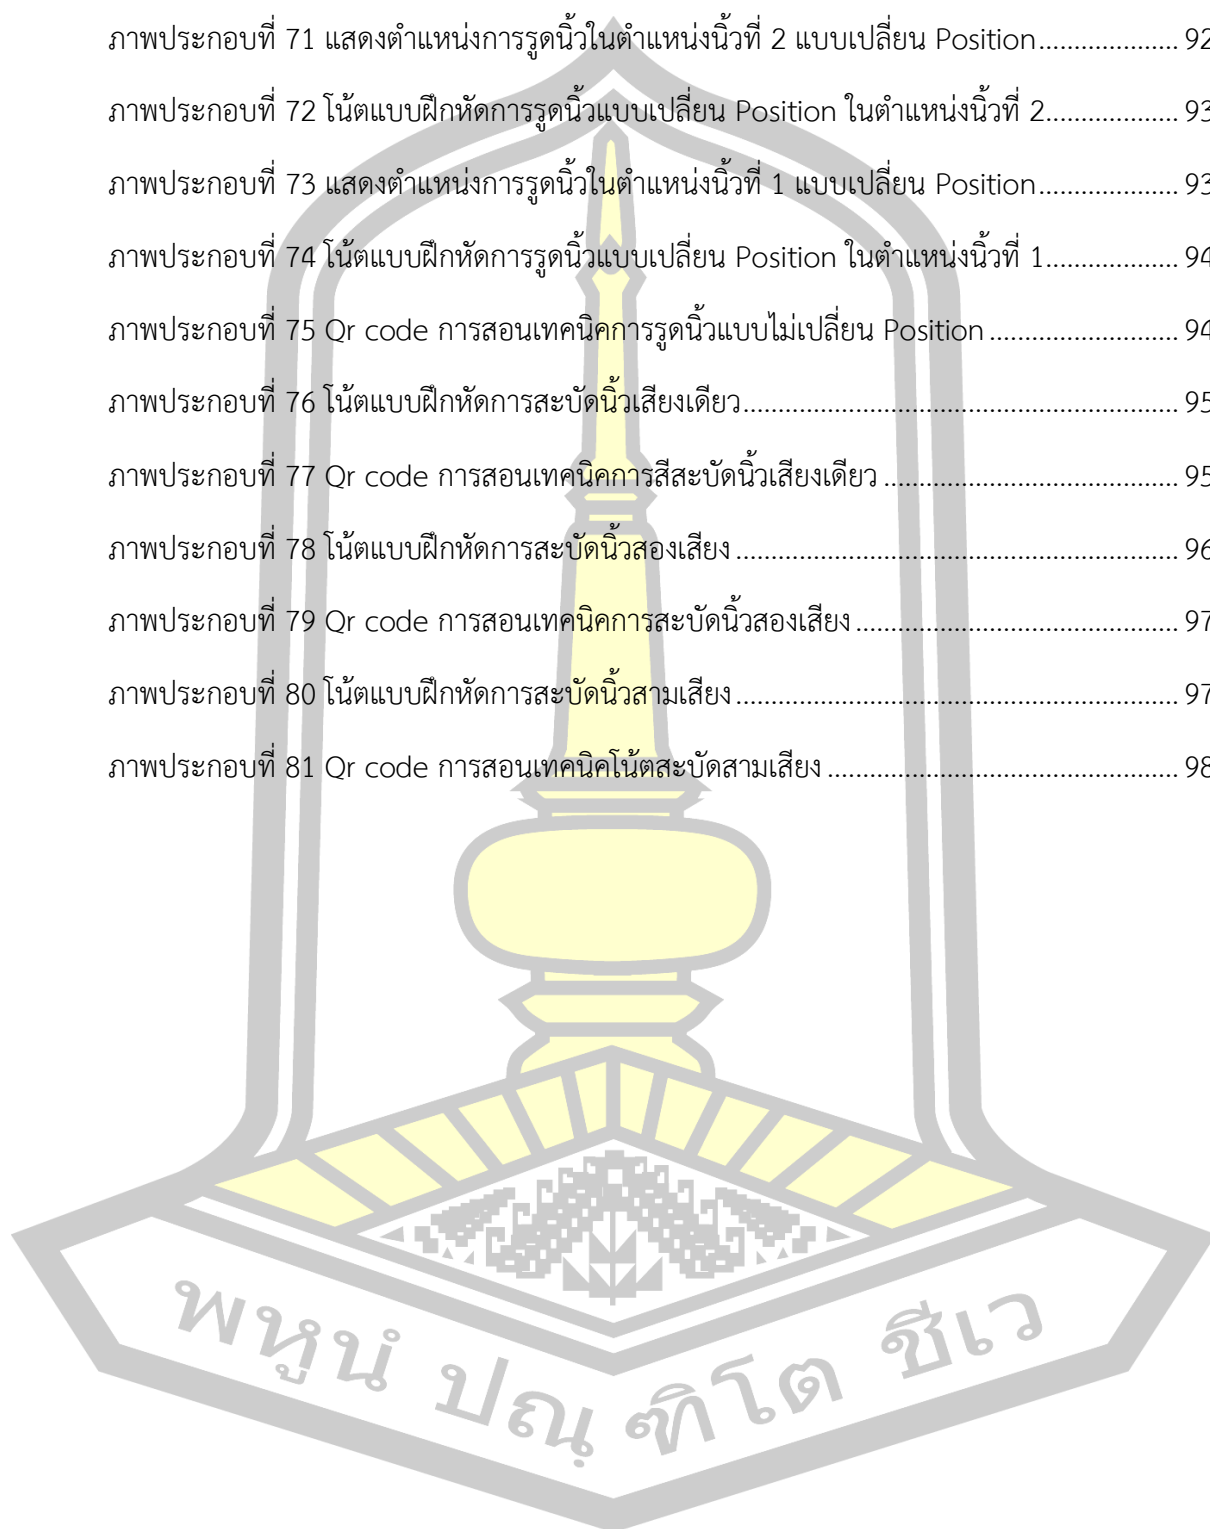 ภาพประกอบที่ 71 แสดงตำแหน่งการรูดนิ้วในตำแหน่งนิ้วที่ 2 แบบเปลี่ยน Position.................... 92
ภาพประกอบที่ 72 โน้ตแบบฝึกหัดการรูดนิ้วแบบเปลี่ยน Position ในตำแหน่งนิ้วที่ 2................... 93
ภาพประกอบที่ 73 แสดงตำแหน่งการรูดนิ้วในตำแหน่งนิ้วที่ 1 แบบเปลี่ยน Position.................... 93
ภาพประกอบที่ 74 โน้ตแบบฝึกหัดการรูดนิ้วแบบเปลี่ยน Position ในตำแหน่งนิ้วที่ 1................... 94
ภาพประกอบที่ 75 Qr code การสอนเทคนิคการรูดนิ้วแบบไม่เปลี่ยน Position ........................... 94
ภาพประกอบที่ 76 โน้ตแบบฝึกหัดการสะบัดนิ้วเสียงเดียว.............................................................. 95
ภาพประกอบที่ 77 Qr code การสอนเทคนิคการสีสะบัดนิ้วเสียงเดียว .......................................... 95
ภาพประกอบที่ 78 โน้ตแบบฝึกหัดการสะบัดนิ้วสองเสียง ............................................................... 96
ภาพประกอบที่ 79 Qr code การสอนเทคนิคการสะบัดนิ้วสองเสียง .............................................. 97
ภาพประกอบที่ 80 โน้ตแบบฝึกหัดการสะบัดนิ้วสามเสียง ............................................................... 97
ภาพประกอบที่ 81 Qr code การสอนเทคนิคโน้ตสะบัดสามเสียง .................................................. 98
พหูนํ ปณฺฑิโต ชีเว